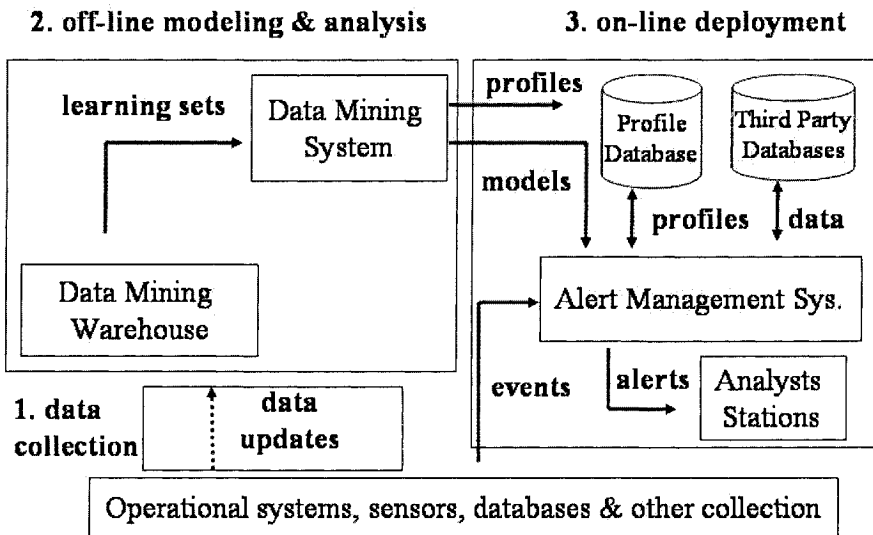 2. off-line modeling & analysis
3. on-line deployment
learning sets
Data Mining
System
profiles
models
Profile
Database
Third Party
Databases
profiles
data
Data Mining
Warehouse
Alert Management Sys.
events
alerts
Analysts
Stations
1. data
collection
data
updates
Operational systems, sensors, databases & other collection